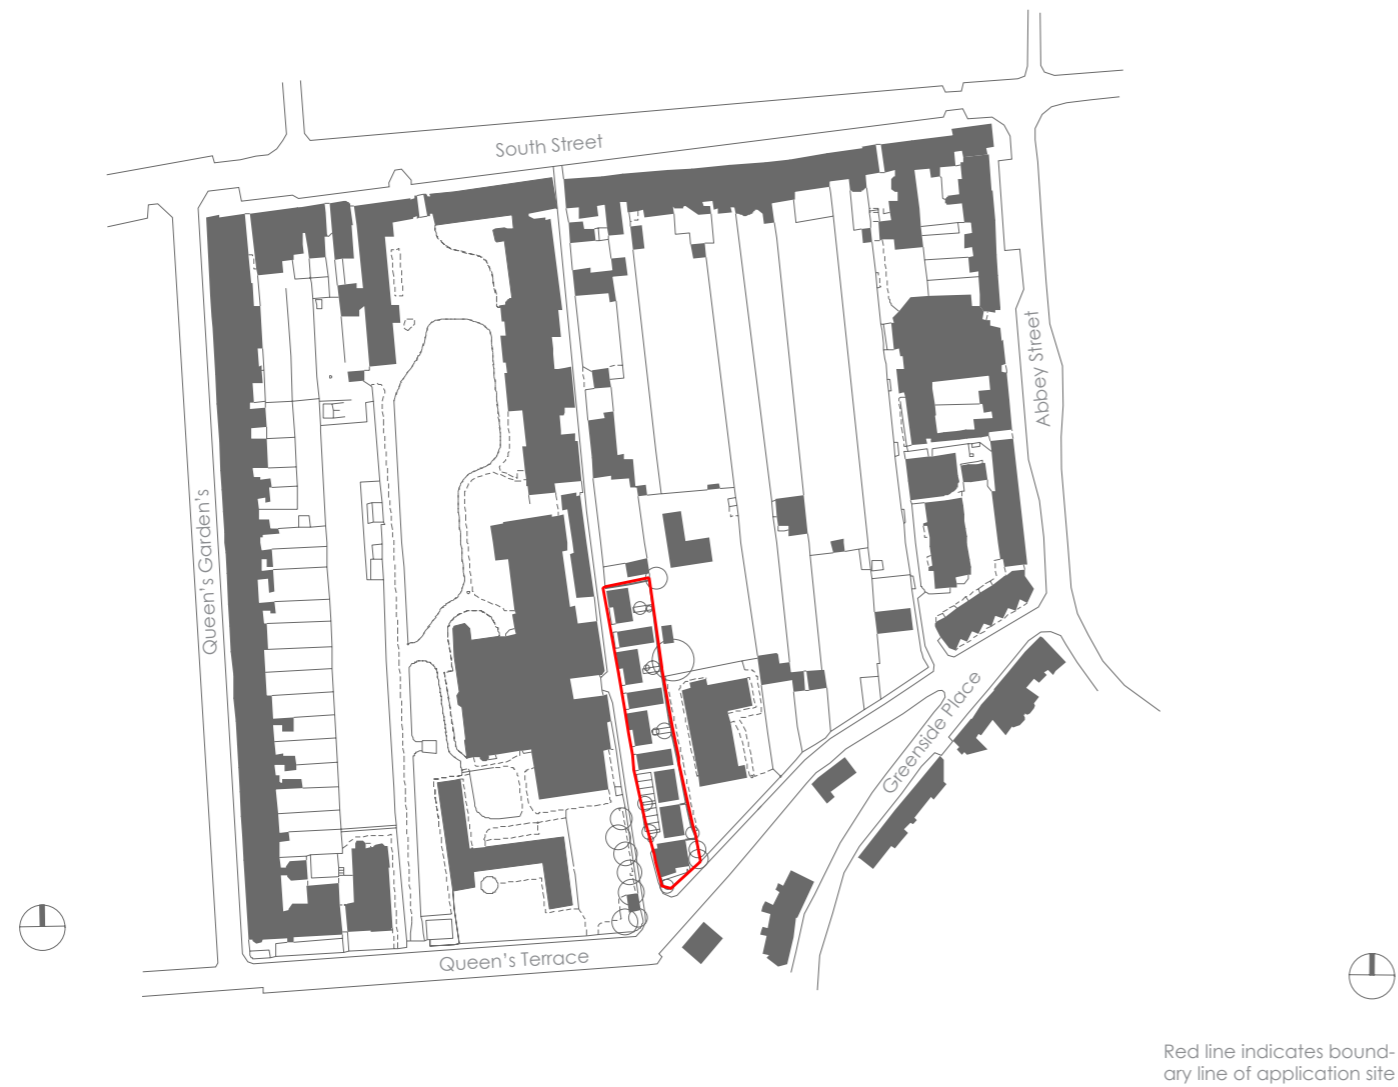 South Street
Abbey Street
Queen's Garden's
Greenside Place
Queen's Terrace
Red line indicates bound-
ary line of application site